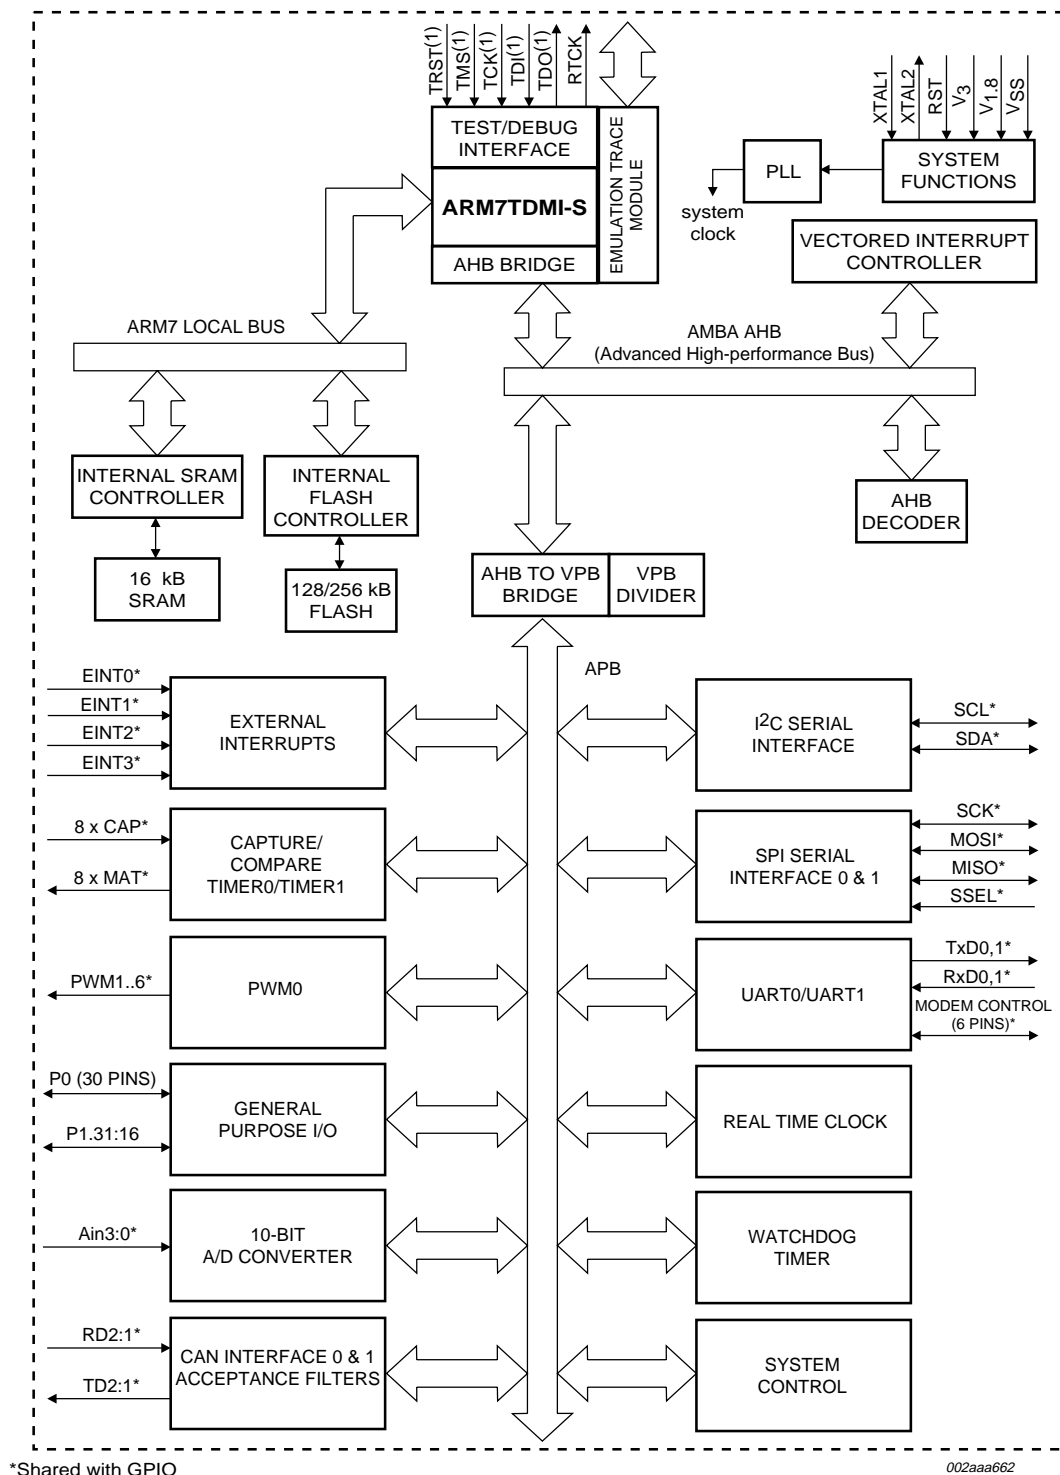 TRST(1)
TMS(1)
TCK(1)
TDI(1)
TDO(1)
RTCK
XTAL1
XTAL2
RST
V3
V1.8
VSS
TEST/DEBUG
INTERFACE
ARM7TDMI-S
AHB BRIDGE
EMULATION TRACE
MODULE
PLL
SYSTEM
FUNCTIONS
system
clock
VECTORED INTERRUPT
CONTROLLER
ARM7 LOCAL BUS
AMBA AHB
(Advanced High-performance Bus)
INTERNAL SRAM
CONTROLLER
INTERNAL
FLASH
CONTROLLER
AHB
DECODER
16 kB
SRAM
128/256 kB
FLASH
AHB TO VPB
BRIDGE
VPB
DIVIDER
APB
EINT0*
EINT1*
EINT2*
EINT3*
EXTERNAL
INTERRUPTS
I2C SERIAL
INTERFACE
SCL*
SDA*
8 x CAP*
8 x MAT*
CAPTURE/
COMPARE
TIMER0/TIMER1
SPI SERIAL
INTERFACE 0 & 1
SCK*
MOSI*
MISO*
SSEL*
PWM1..6*
PWM0
UART0/UART1
TxD0,1*
RxD0,1*
MODEM CONTROL
(6 PINS)*
P0 (30 PINS)
P1.31:16
GENERAL
PURPOSE I/O
REAL TIME CLOCK
Ain3:0*
10-BIT
A/D CONVERTER
WATCHDOG
TIMER
RD2:1*
TD2:1*
CAN INTERFACE 0 & 1
ACCEPTANCE FILTERS
SYSTEM
CONTROL
*Shared with GPIO
002aaa662